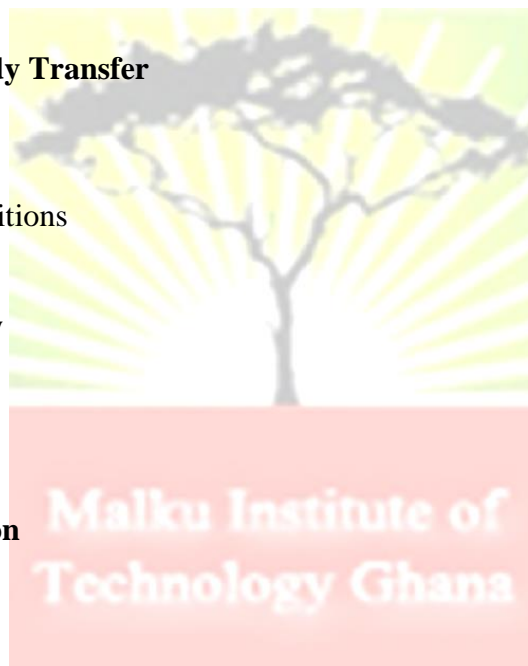 ly Transfer
itions
y
on
Malku Institute of
Technology Ghana